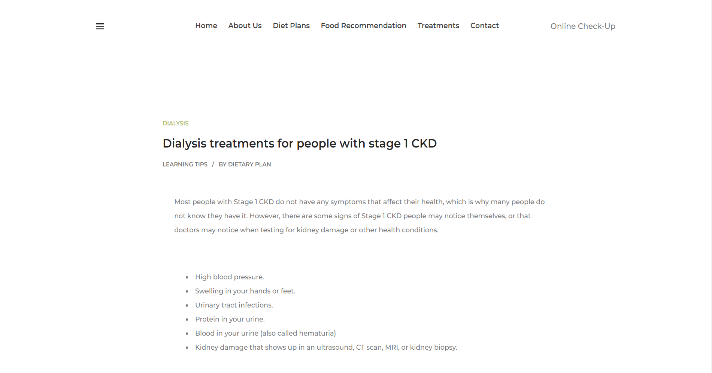 Home About Us Diet Plans Food Recommendation Treatments Contact Online Check-Up
DIALYSIS
Dialysis treatments for people with stage 1 CKD
LEARNING TIPS / BY DIETARY PLAN
Most people with Stage 1 CKD do not have any symptoms that affect their health, which is why many people do
not know they have it. However, there are some signs of Stage 1 CKD people may notice themselves, or that
doctors may notice when testing for kidney damage or other health conditions.
• High blood pressure.
• Swelling in your hands or feet.
• Urinary tract infections.
• Protein in your urine.
• Blood in your urine (also called hematuria)
• Kidney damage that shows up in an ultrasound, CT scan, MRI, or kidney biopsy.